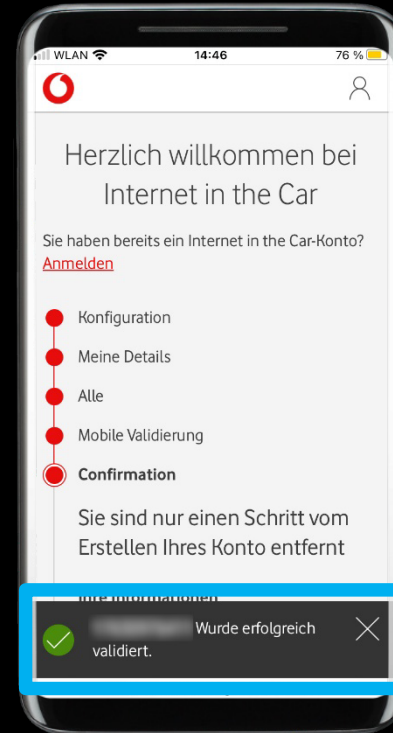 WLAN 14:46 76 %
Herzlich willkommen bei
Internet in the Car
Sie haben bereits ein Internet in the Car-Konto?
Anmelden
Konfiguration
Meine Details
Alle
Mobile Validierung
Confirmation
Sie sind nur einen Schritt vom
Erstellen Ihres Konto entfernt
Ihre Informationen
Wurde erfolgreich
validiert.